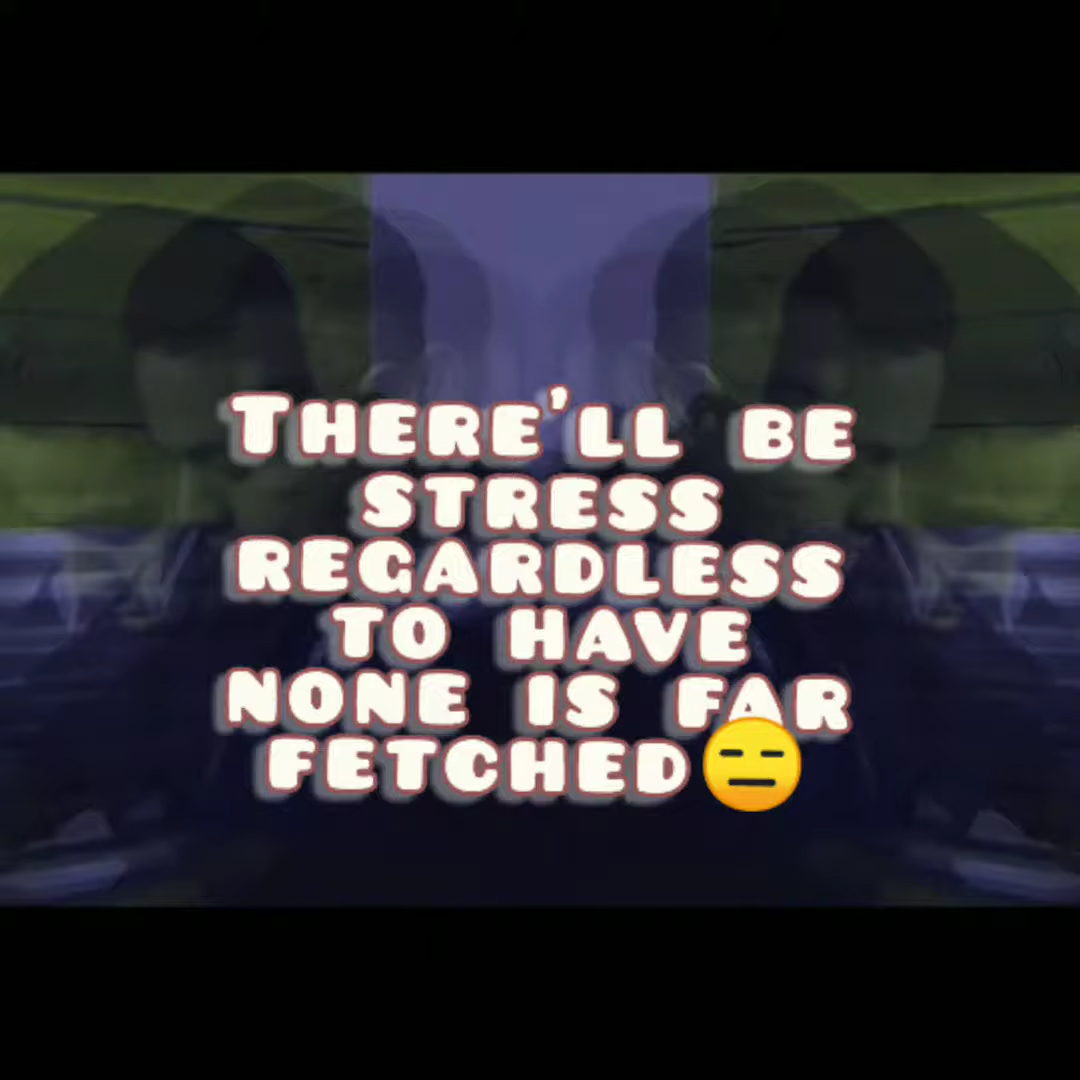 THERE'LL BE
STRESS
REGARDLESS
TO HAVE
NONE IS FAR
FETCHED😑